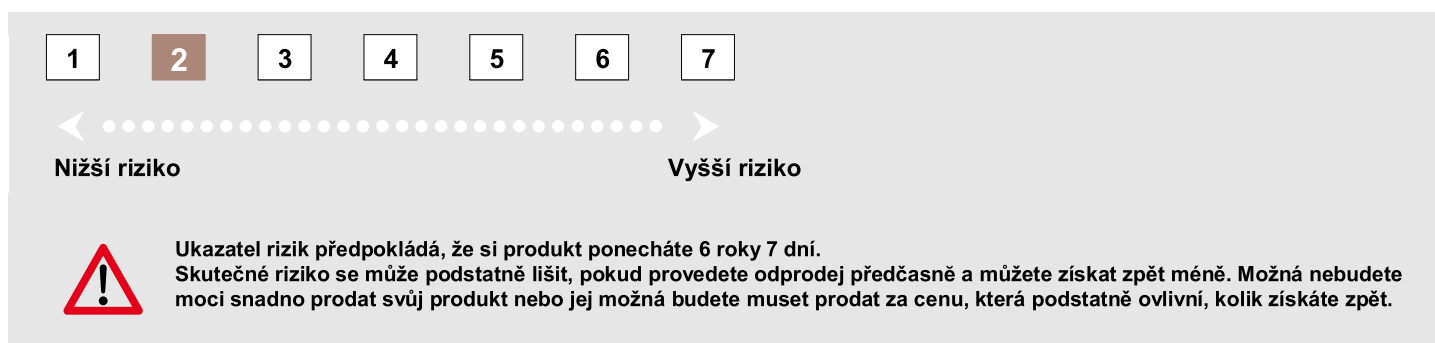 1 2 3 4 5 6 7
Nižší riziko Vyšší riziko
Ukazatel rizik předpokládá, že si produkt ponecháte 6 roky 7 dní.
Skutečné riziko se může podstatně lišit, pokud provedete odprodej předčasně a můžete získat zpět méně. Možná nebudete
moci snadno prodat svůj produkt nebo jej možná budete muset prodat za cenu, která podstatně ovlivní, kolik získáte zpět.